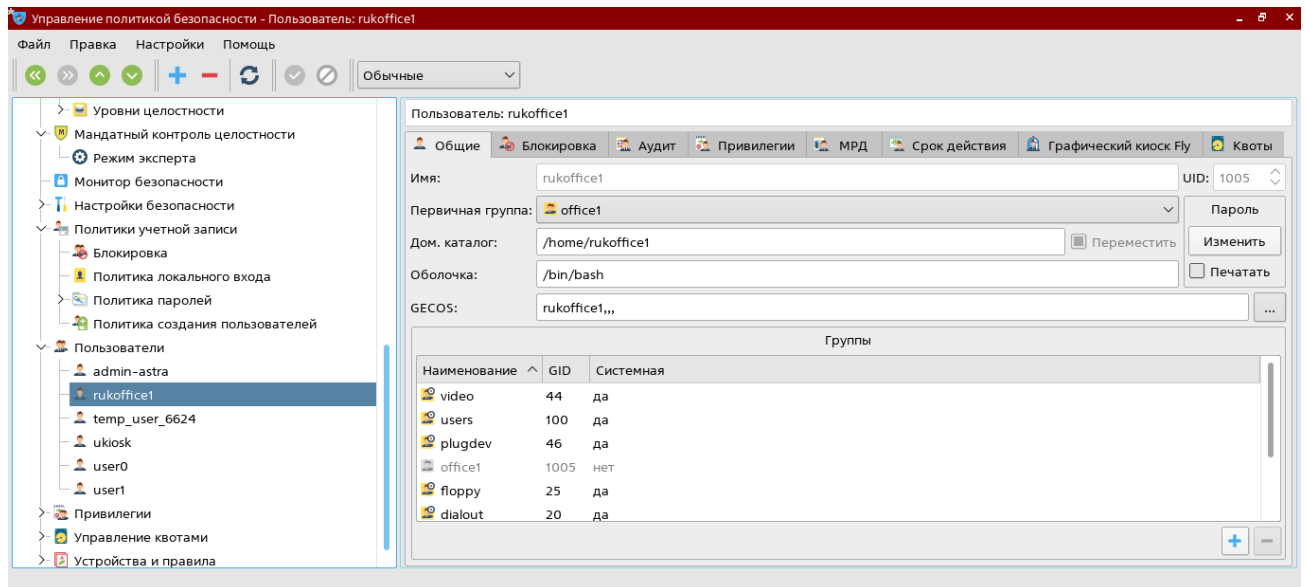 Управление политикой безопасности - Пользователь: rukoffice1
Файл Правка Настройки Помощь
Обычные
Уровни целостности
Мандатный контроль целостности
Режим эксперта
Монитор безопасности
Настройки безопасности
Политики учетной записи
Блокировка
Политика локального входа
Политика паролей
Политика создания пользователей
Пользователи
admin-astra
rukoffice1
temp_user_6624
ukiosk
user0
user1
Привилегии
Управление квотами
Устройства и правила
Пользователь: rukoffice1
Общие Блокировка Аудит Привилегии МРД Срок действия Графический киоск Fly Квоты
Имя: rukoffice1 UID: 1005
Первичная группа: office1 Пароль
Дом. каталог: /home/rukoffice1 Переместить Изменить
Оболочка: /bin/bash Печатать
GECOS: rukoffice1,,, ...
Группы
Наименование GID Системная
video 44 да
users 100 да
plugdev 46 да
office1 1005 нет
floppy 25 да
dialout 20 да